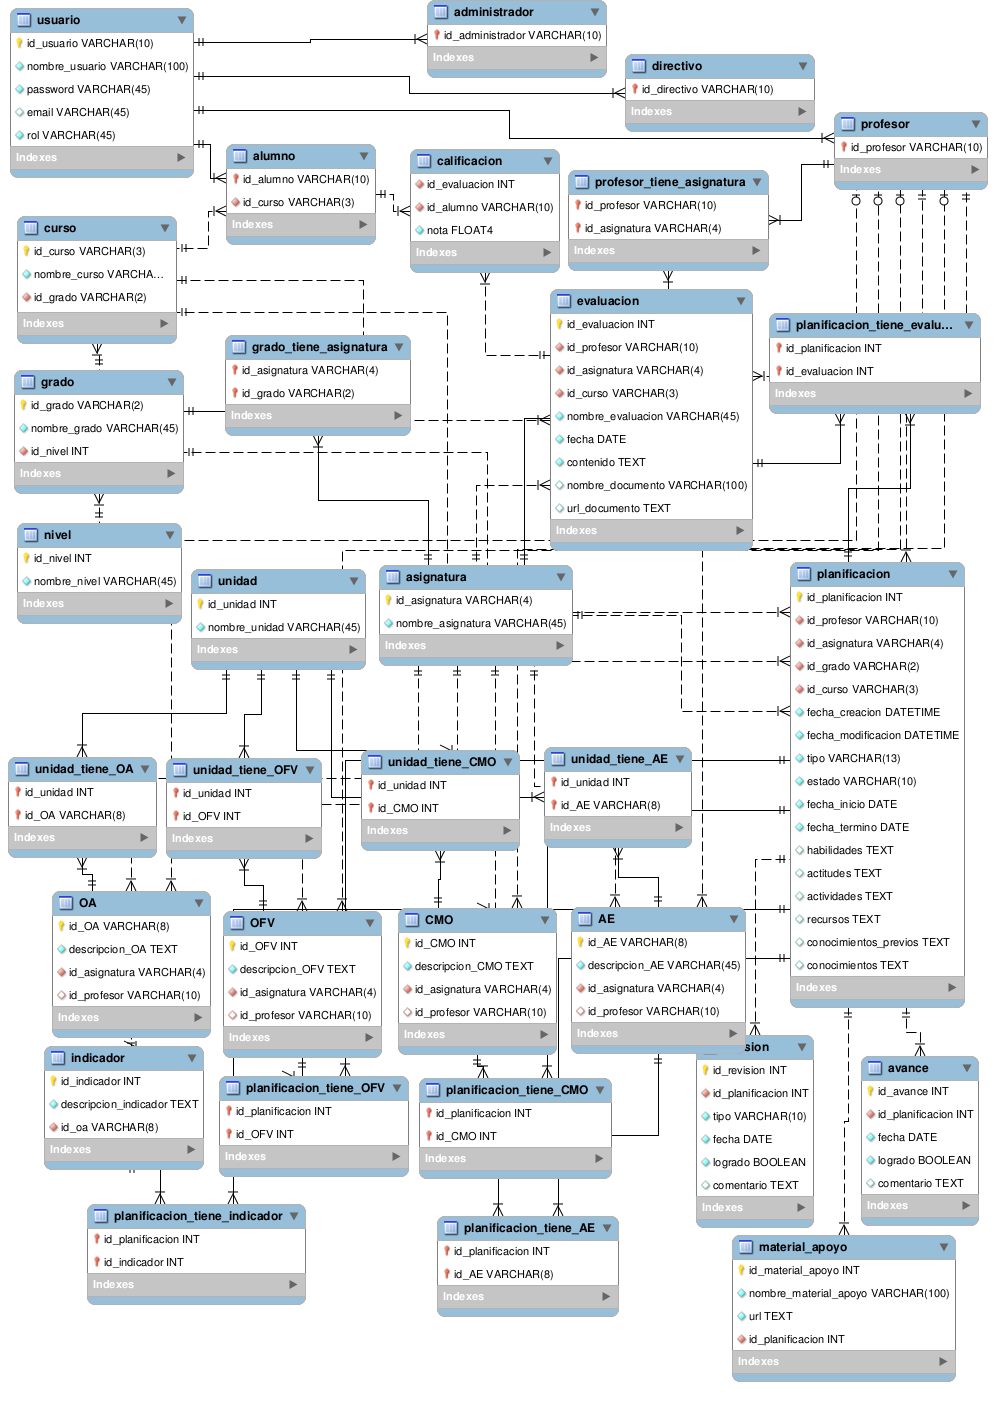 usuario
id_usuario VARCHAR(10)
nombre_usuario VARCHAR(100)
password VARCHAR(45)
email VARCHAR(45)
rol VARCHAR(45)
Indexes
administrador
id_administrador VARCHAR(10)
Indexes
directivo
id_directivo VARCHAR(10)
Indexes
profesor
id_profesor VARCHAR(10)
Indexes
alumno
id_alumno VARCHAR(10)
id_curso VARCHAR(3)
Indexes
calificacion
id_evaluacion INT
id_alumno VARCHAR(10)
nota FLOAT4
Indexes
profesor_tiene_asignatura
id_profesor VARCHAR(10)
id_asignatura VARCHAR(4)
Indexes
curso
id_curso VARCHAR(3)
nombre_curso VARCHA...
id_grado VARCHAR(2)
Indexes
grado_tiene_asignatura
id_asignatura VARCHAR(4)
id_grado VARCHAR(2)
Indexes
evaluacion
id_evaluacion INT
id_profesor VARCHAR(10)
id_asignatura VARCHAR(4)
id_curso VARCHAR(3)
nombre_evaluacion VARCHAR(45)
fecha DATE
contenido TEXT
nombre_documento VARCHAR(100)
url_documento TEXT
Indexes
planificacion_tiene_evalu...
id_planificacion INT
id_evaluacion INT
Indexes
grado
id_grado VARCHAR(2)
nombre_grado VARCHAR(45)
id_nivel INT
Indexes
nivel
id_nivel INT
nombre_nivel VARCHAR(45)
Indexes
unidad
id_unidad INT
nombre_unidad VARCHAR(45)
Indexes
asignatura
id_asignatura VARCHAR(4)
nombre_asignatura VARCHAR(45)
Indexes
planificacion
id_planificacion INT
id_profesor VARCHAR(10)
id_asignatura VARCHAR(4)
id_grado VARCHAR(2)
id_curso VARCHAR(3)
fecha_creacion DATETIME
fecha_modificacion DATETIME
tipo VARCHAR(13)
estado VARCHAR(10)
fecha_inicio DATE
fecha_termino DATE
habilidades TEXT
actitudes TEXT
actividades TEXT
recursos TEXT
conocimientos_previos TEXT
conocimientos TEXT
Indexes
unidad_tiene_OA
id_unidad INT
id_OA VARCHAR(8)
Indexes
unidad_tiene_OFV
id_unidad INT
id_OFV INT
Indexes
unidad_tiene_CMO
id_unidad INT
id_CMO INT
Indexes
unidad_tiene_AE
id_unidad INT
id_AE VARCHAR(8)
Indexes
OA
id_OA VARCHAR(8)
descripcion_OA TEXT
id_asignatura VARCHAR(4)
id_profesor VARCHAR(10)
Indexes
OFV
id_OFV INT
descripcion_OFV TEXT
id_asignatura VARCHAR(4)
id_profesor VARCHAR(10)
Indexes
CMO
id_CMO INT
descripcion_CMO TEXT
id_asignatura VARCHAR(4)
id_profesor VARCHAR(10)
Indexes
AE
id_AE VARCHAR(8)
descripcion_AE VARCHAR(45)
id_asignatura VARCHAR(4)
id_profesor VARCHAR(10)
Indexes
indicador
id_indicador INT
descripcion_indicador TEXT
id_oa VARCHAR(8)
Indexes
planificacion_tiene_OFV
id_planificacion INT
id_OFV INT
Indexes
planificacion_tiene_CMO
id_planificacion INT
id_CMO INT
Indexes
sion
id_revision INT
id_planificacion INT
tipo VARCHAR(10)
fecha DATE
logrado BOOLEAN
comentario TEXT
Indexes
avance
id_avance INT
id_planificacion INT
fecha DATE
logrado BOOLEAN
comentario TEXT
Indexes
planificacion_tiene_indicador
id_planificacion INT
id_indicador INT
Indexes
planificacion_tiene_AE
id_planificacion INT
id_AE VARCHAR(8)
Indexes
material_apoyo
id_material_apoyo INT
nombre_material_apoyo VARCHAR(100)
url TEXT
id_planificacion INT
Indexes